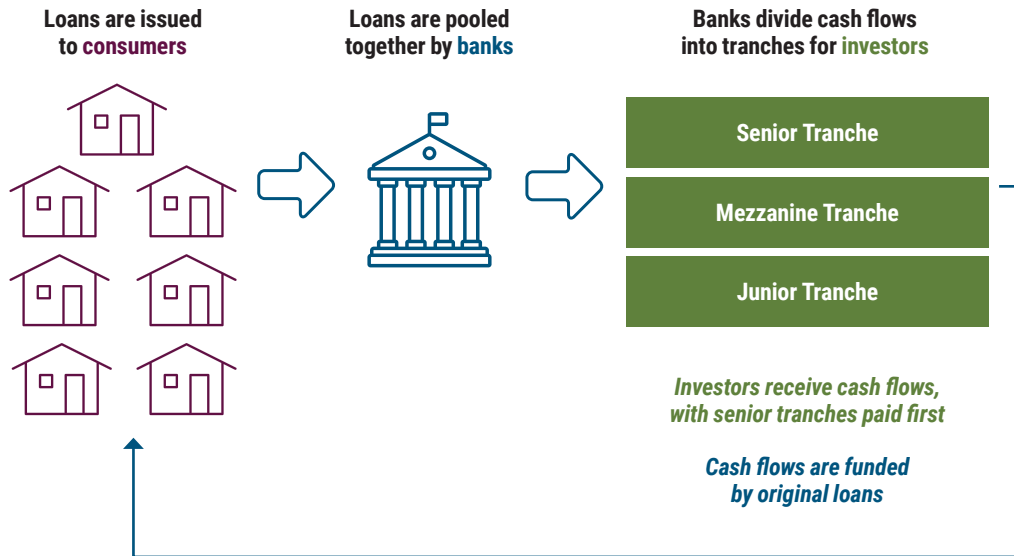 Loans are issued
to consumers
Loans are pooled
together by banks
Banks divide cash flows
into tranches for investors
Senior Tranche
Mezzanine Tranche
Junior Tranche
Investors receive cash flows,
with senior tranches paid first
Cash flows are funded
by original loans